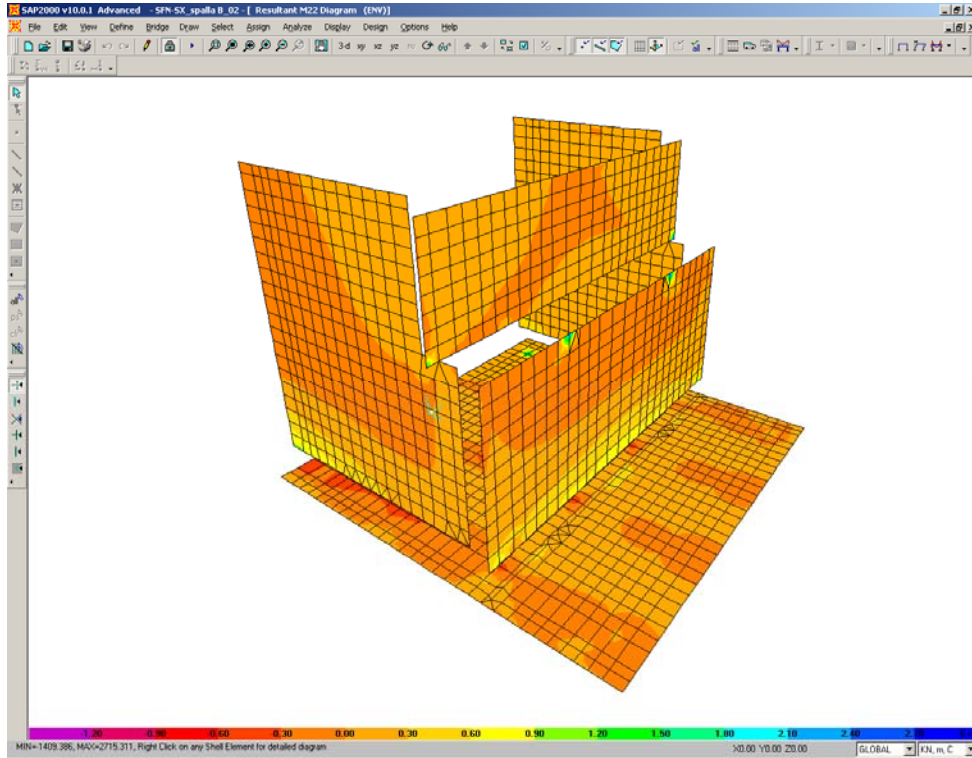 SAP2000 v10.0.1 Advanced - SFN-SX_spalla B_02 - [ Resultant M22 Diagram (ENV)]
File Edit View Define Bridge Draw Select Assign Analyze Display Design Options Help
3-d xy xz yz nv
-1.20 -0.90 -0.60 -0.30 0.00 0.30 0.60 0.90 1.20 1.50 1.80 2.10 2.40
MIN=-1409.386, MAX=2715.311, Right Click on any Shell Element for detailed diagram X0.00 Y0.00 Z0.00 GLOBAL KN, m, C